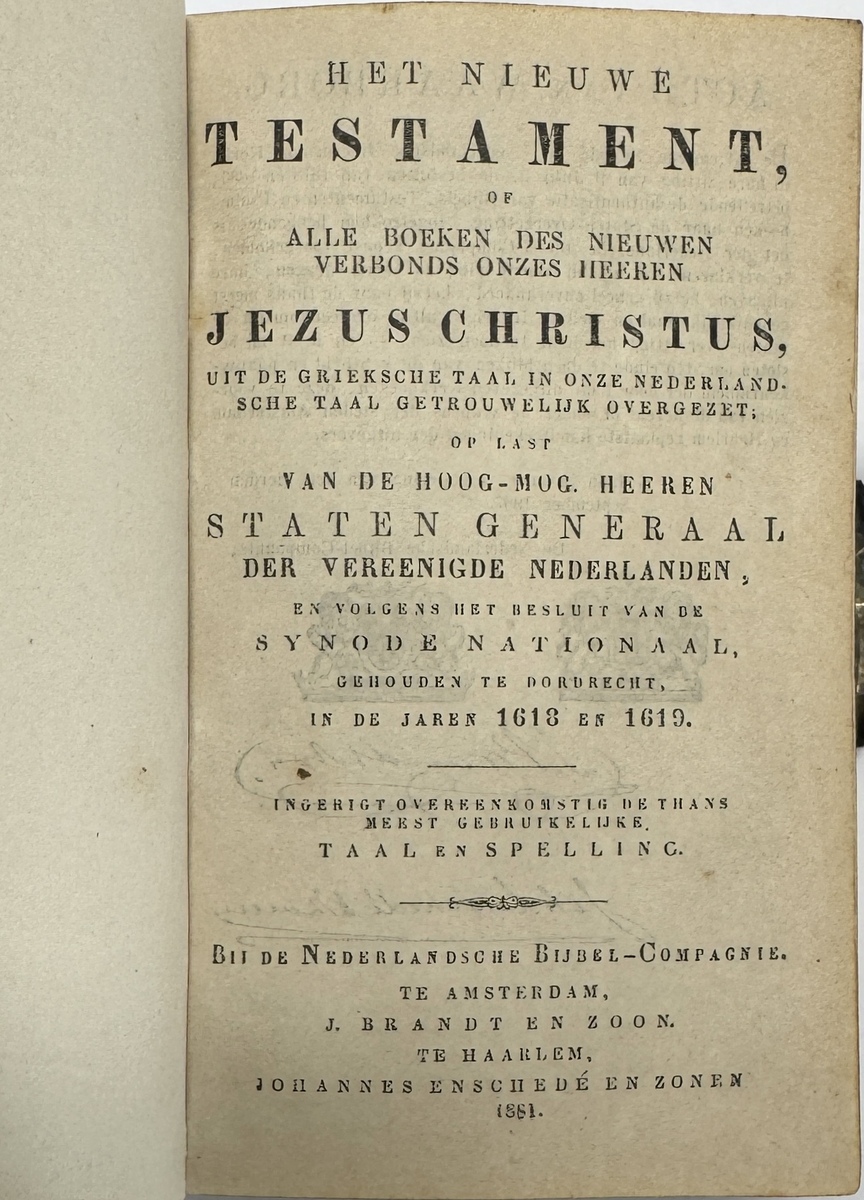 HET NIEUWE
TESTAMENT,
OF
ALLE BOEKEN DES NIEUWEN
VERBONDS ONZES HEEREN
JEZUS CHRISTUS,
UIT DE GRIEKSCHE TAAL IN ONZE NEDERLAND-
SCHE TAAL GETROUWELIJK OVERGEZET;
OP LAST
VAN DE HOOG-MOG. HEEREN
STATEN GENERAAL
DER VEREENIGDE NEDERLANDEN,
EN VOLGENS HET BESLUIT VAN DE
SYNODE NATIONAAL,
GEHOUDEN TE DORDRECHT,
IN DE JAREN 1618 EN 1619.
INGERIGT OVEREENKOMSTIG DE THANS
MEEST GEBRUIKELIJKE
TAAL EN SPELLING.
BIJ DE NEDERLANDSCHE BIJBEL-COMPAGNIE.
TE AMSTERDAM,
J. BRANDT EN ZOON.
TE HAARLEM,
JOHANNES ENSCHEDÉ EN ZONEN